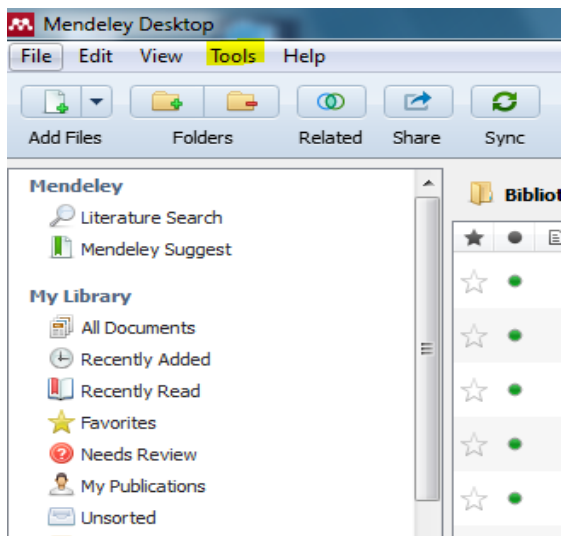 Mendeley Desktop
File Edit View Tools Help
Add Files Folders Related Share Sync
Mendeley
Literature Search
Mendeley Suggest
My Library
All Documents
Recently Added
Recently Read
Favorites
Needs Review
My Publications
Unsorted
Bibliot